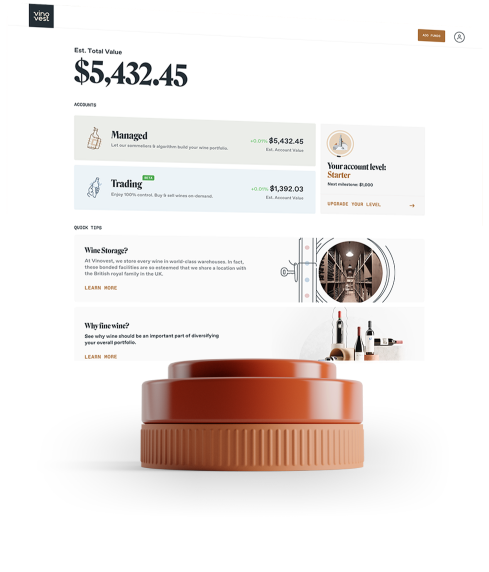 vino
vest
ADD FUNDS
Est. Total Value
$5,432.45
ACCOUNTS
Managed
Let our sommeliers & algorithm build your wine portfolio.
+0.01% $5,432.45
Est. Account Value
Trading BETA
Enjoy 100% control. Buy & sell wines on-demand.
+0.01% $1,392.03
Est. Account Value
Your account level:
Starter
Next milestone: $1,000
UPGRADE YOUR LEVEL →
QUICK TIPS
Wine Storage?
At Vinovest, we store every wine in world-class warehouses. In fact,
these bonded facilities are so esteemed that we share a location with
the British royal family in the UK.
LEARN MORE
Why fine wine?
See why wine should be an important part of diversifying
your overall portfolio.
LEARN MORE